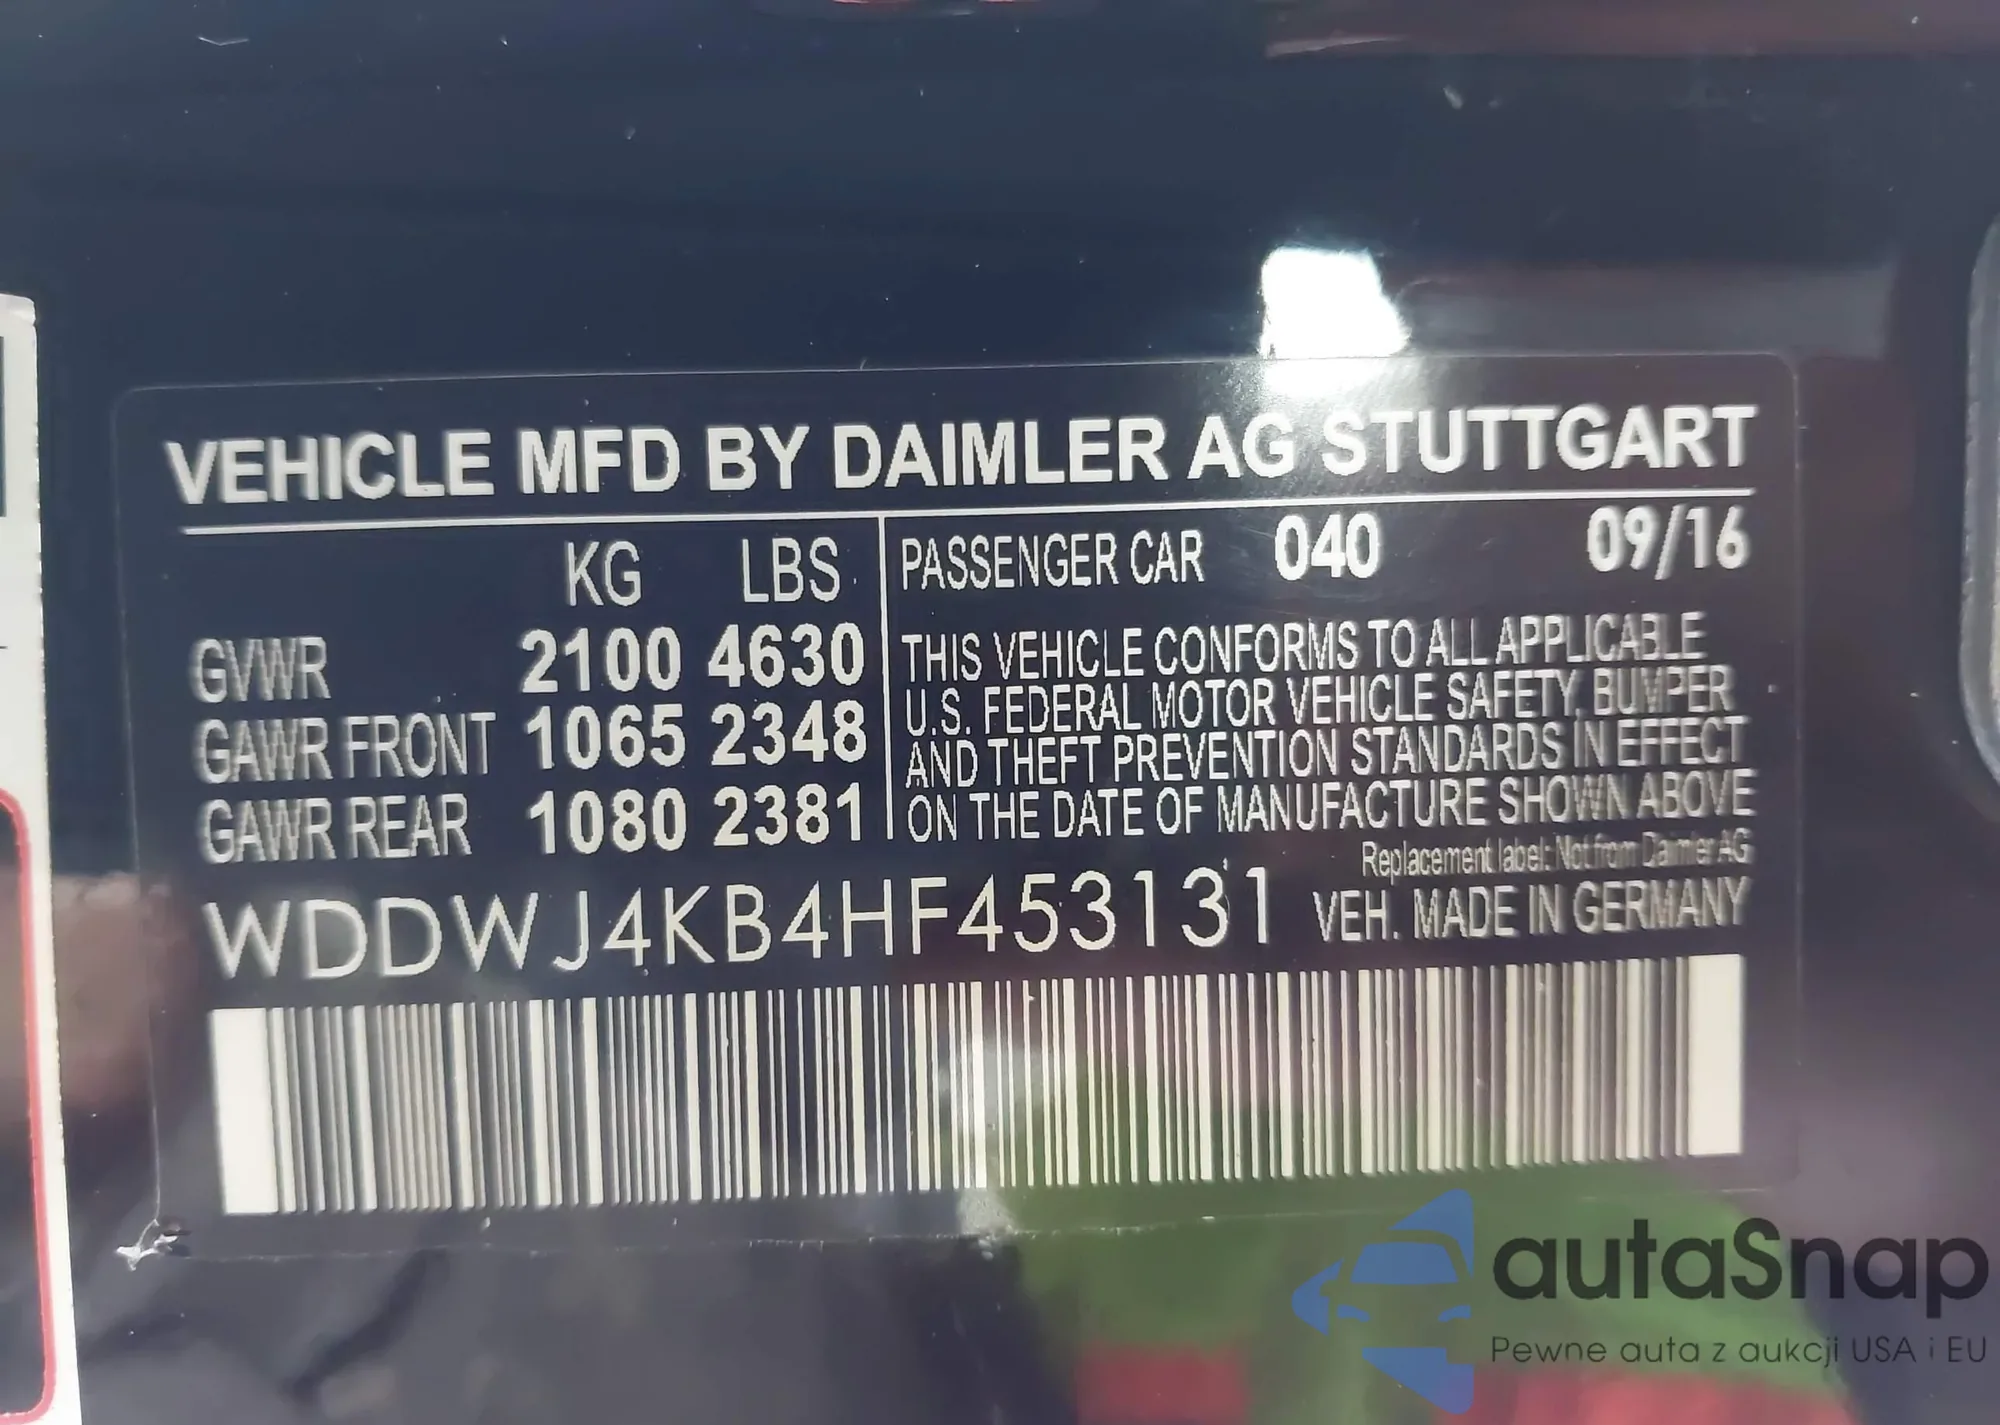 VEHICLE MFD BY DAIMLER AG STUTTGART
KG LBS
GVWR 2100 4630
GAWR FRONT 1065 2348
GAWR REAR 1080 2381
PASSENGER CAR 040 09/16
THIS VEHICLE CONFORMS TO ALL APPLICABLE
U.S. FEDERAL MOTOR VEHICLE SAFETY, BUMPER
AND THEFT PREVENTION STANDARDS IN EFFECT
ON THE DATE OF MANUFACTURE SHOWN ABOVE
Replacement label: Not from Daimler AG
WDDWJ4KB4HF453131 VEH. MADE IN GERMANY
autaSnap
Pewne auta z aukcji USA i EU